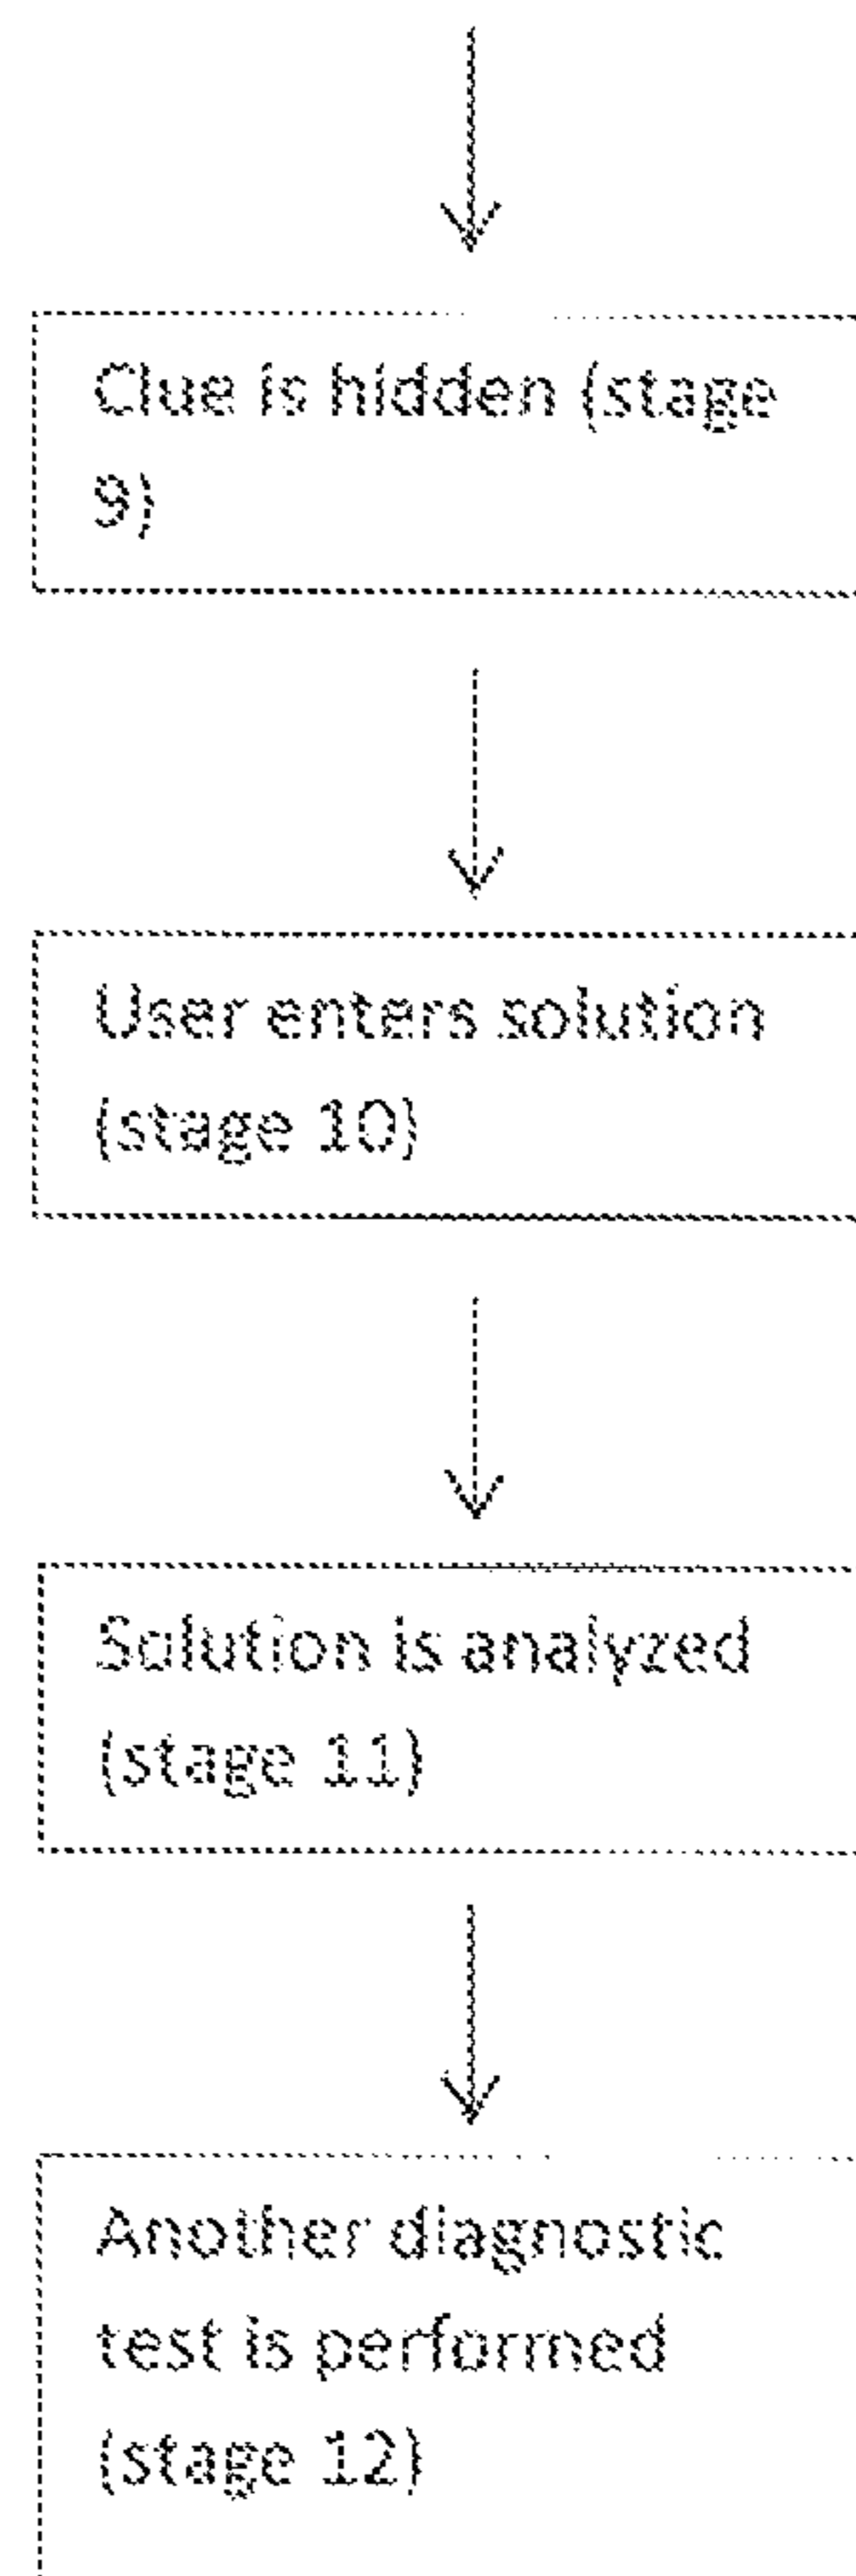 Clue is hidden (stage
9)
User enters solution
(stage 10)
Solution is analyzed
(stage 11)
Another diagnostic
test is performed
(stage 12)